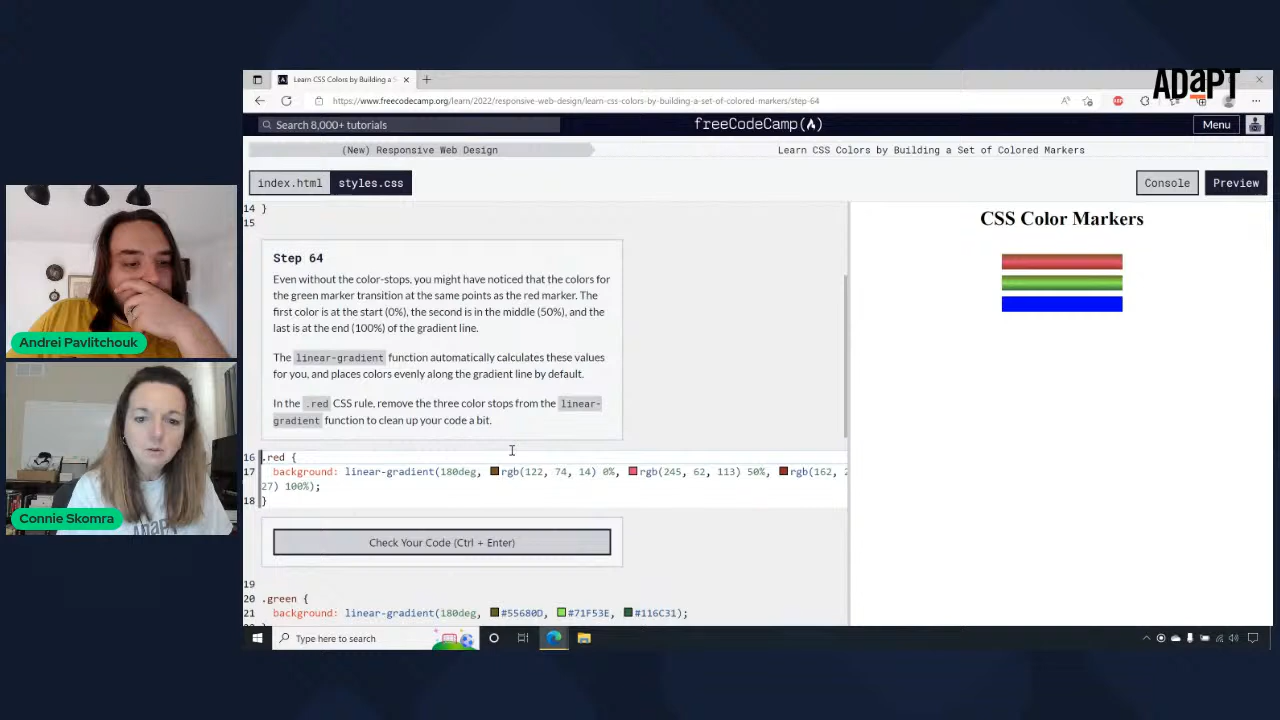 ADAPT
Learn CSS Colors by Building a S
https://www.freecodecamp.org/learn/2022/responsive-web-design/learn-css-colors-by-building-a-set-of-colored-markers/step-64
Search 8,000+ tutorials
freeCodeCamp
Menu
(New) Responsive Web Design
Learn CSS Colors by Building a Set of Colored Markers
index.html
styles.css
Console
Preview
14 }
15
CSS Color Markers
Step 64
Even without the color-stops, you might have noticed that the colors for
the green marker transition at the same points as the red marker. The
first color is at the start (0%), the second is in the middle (50%), and the
last is at the end (100%) of the gradient line.
The linear-gradient function automatically calculates these values
for you, and places colors evenly along the gradient line by default.
In the .red CSS rule, remove the three color stops from the linear-
gradient function to clean up your code a bit.
16 .red {
17 background: linear-gradient(180deg, rgb(122, 74, 14) 0%, rgb(245, 62, 113) 50%, rgb(162, 2
27) 100%);
18 }
Check Your Code (Ctrl + Enter)
19
20 .green {
21 background: linear-gradient(180deg, #55680D, #71F53E, #116C31);
Type here to search
Andrei Pavlitchouk
Connie Skomra